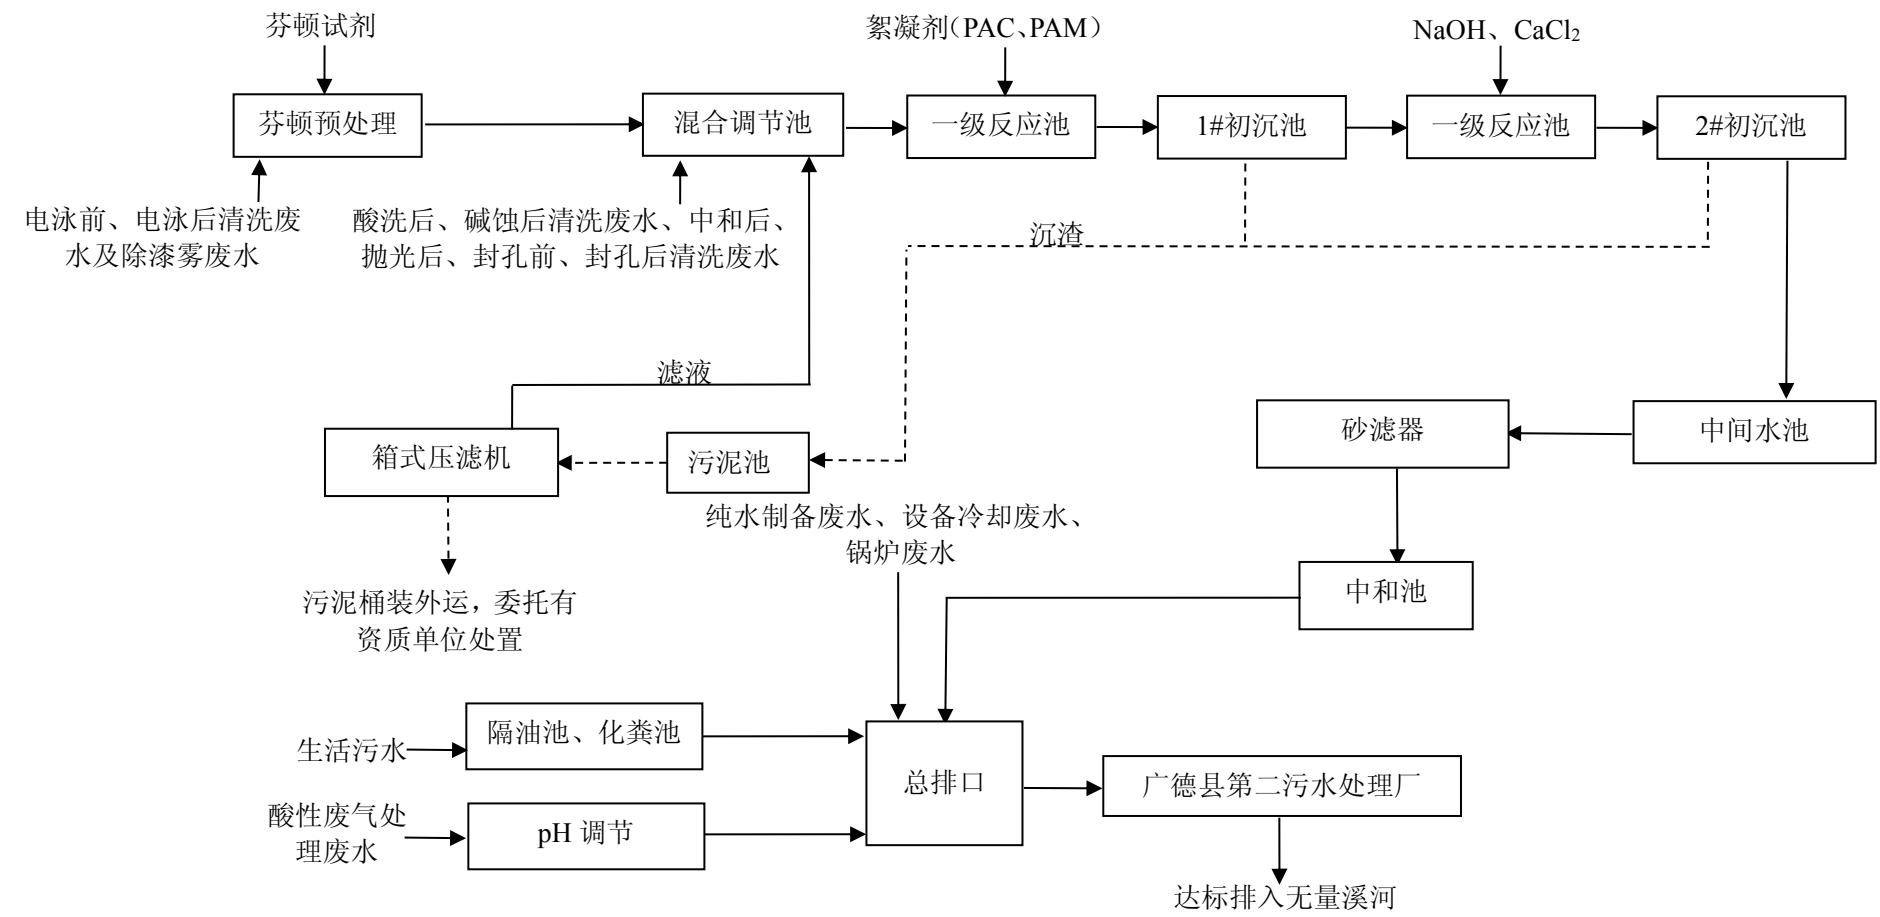 芬顿试剂
絮凝剂（PAC、PAM）
NaOH、CaCl₂
芬顿预处理
混合调节池
一级反应池
1#初沉池
一级反应池
2#初沉池
电泳前、电泳后清洗废
水及除漆雾废水
酸洗后、碱蚀后清洗废水、中和后、
抛光后、封孔前、封孔后清洗废水
沉渣
滤液
箱式压滤机
污泥池
砂滤器
中间水池
纯水制备废水、设备冷却废水、
锅炉废水
污泥桶装外运，委托有
资质单位处置
中和池
生活污水
隔油池、化粪池
总排口
广德县第二污水处理厂
酸性废气处
理废水
pH 调节
达标排入无量溪河